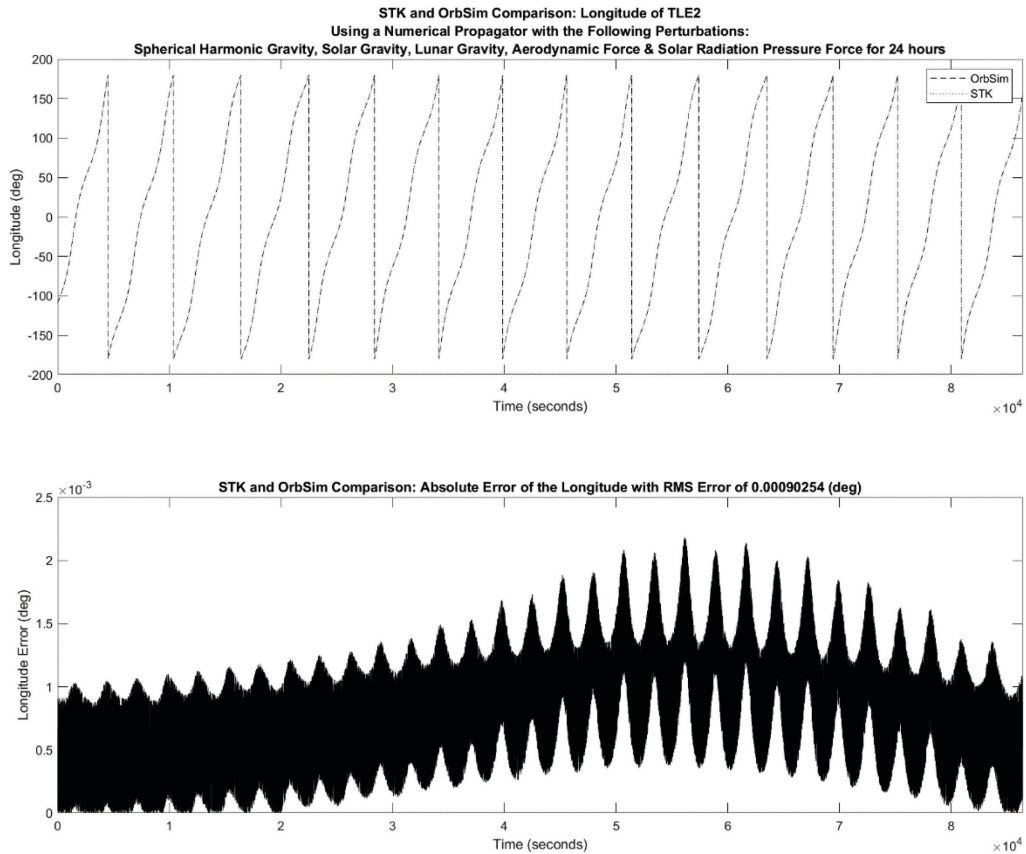 STK and OrbSim Comparison: Longitude of TLE2
Using a Numerical Propagator with the Following Perturbations:
Spherical Harmonic Gravity, Solar Gravity, Lunar Gravity, Aerodynamic Force & Solar Radiation Pressure Force for 24 hours
OrbSim
STK
200
150
100
50
0
-50
-100
-150
-200
Longitude (deg)
0 1 2 3 4 5 6 7 8
Time (seconds)
×10^4
STK and OrbSim Comparison: Absolute Error of the Longitude with RMS Error of 0.00090254 (deg)
×10^-3
2.5
2
1.5
1
0.5
0
Longitude Error (deg)
0 1 2 3 4 5 6 7 8
Time (seconds)
×10^4